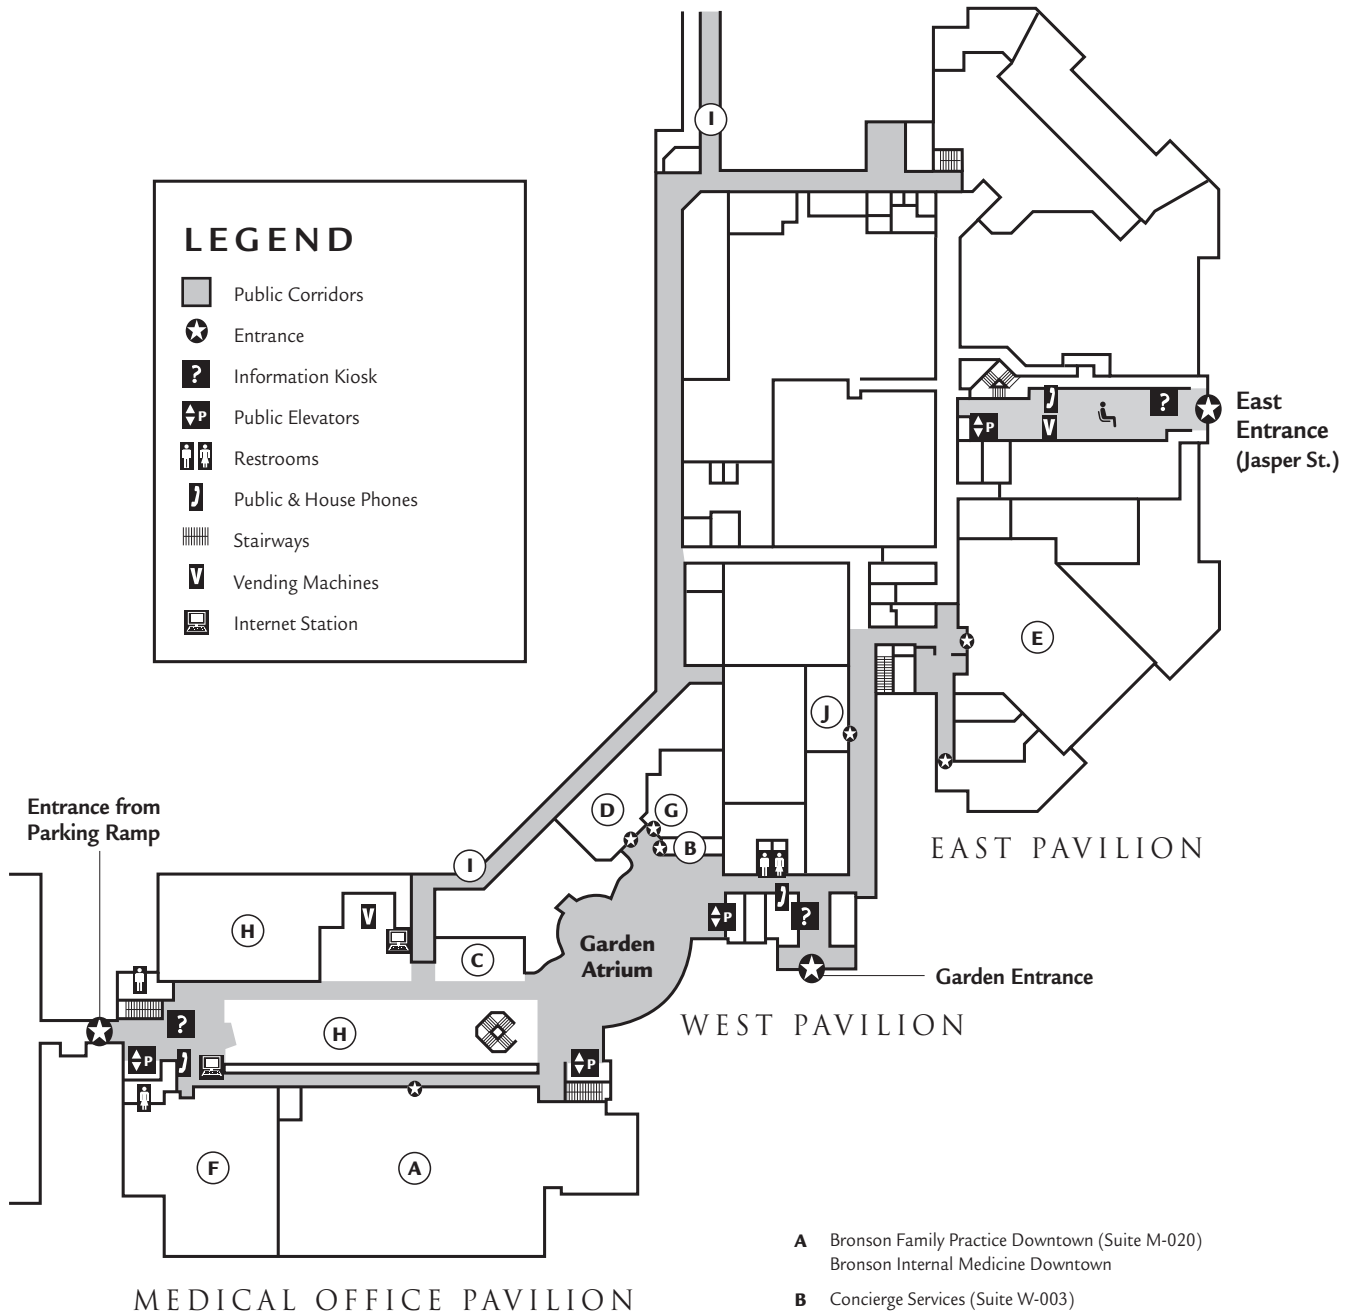 I
LEGEND
Public Corridors
Entrance
? Information Kiosk
P Public Elevators
Restrooms
Public & House Phones
Stairways
V Vending Machines
Internet Station
?
P
V
East
Entrance
(Jasper St.)
E
J
Entrance from
Parking Ramp
D
G
B
EAST PAVILION
I
H
V
P
?
C
Garden
Atrium
Garden Entrance
?
H
WEST PAVILION
P
P
F
A
A Bronson Family Practice Downtown (Suite M-020)
Bronson Internal Medicine Downtown
B Concierge Services (Suite W-003)
MEDICAL OFFICE PAVILION